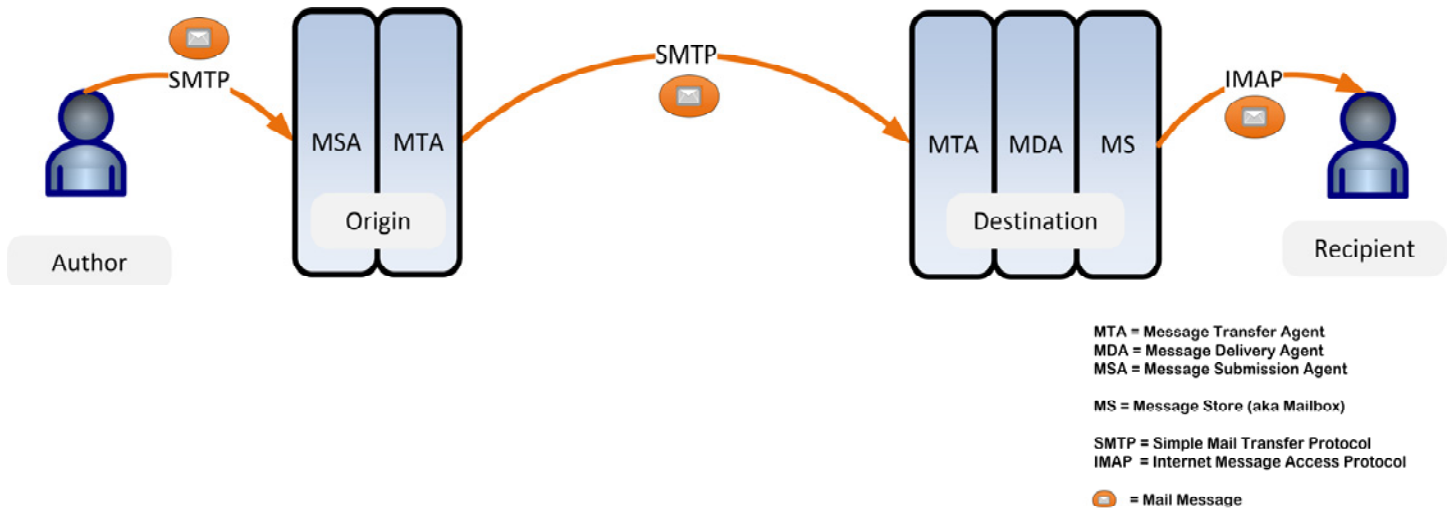 SMTP
SMTP
IMAP
MSA
MTA
MTA
MDA
MS
Origin
Destination
Author
Recipient
MTA = Message Transfer Agent
MDA = Message Delivery Agent
MSA = Message Submission Agent
MS = Message Store (aka Mailbox)
SMTP = Simple Mail Transfer Protocol
IMAP = Internet Message Access Protocol
= Mail Message